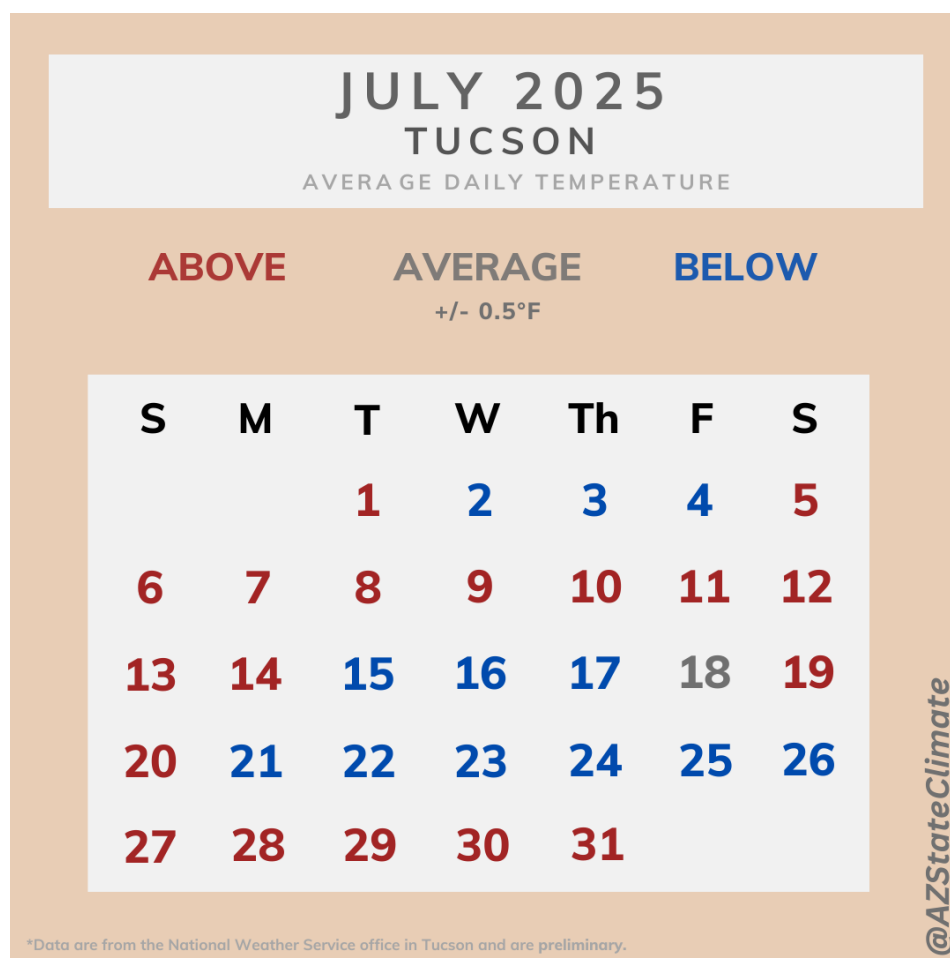 JULY 2025
TUCSON
AVERAGE DAILY TEMPERATURE
ABOVE AVERAGE BELOW
+/- 0.5°F
S M T W Th F S
1 2 3 4 5
6 7 8 9 10 11 12
13 14 15 16 17 18 19
20 21 22 23 24 25 26
27 28 29 30 31
*Data are from the National Weather Service office in Tucson and are preliminary.
@AZStateClimate